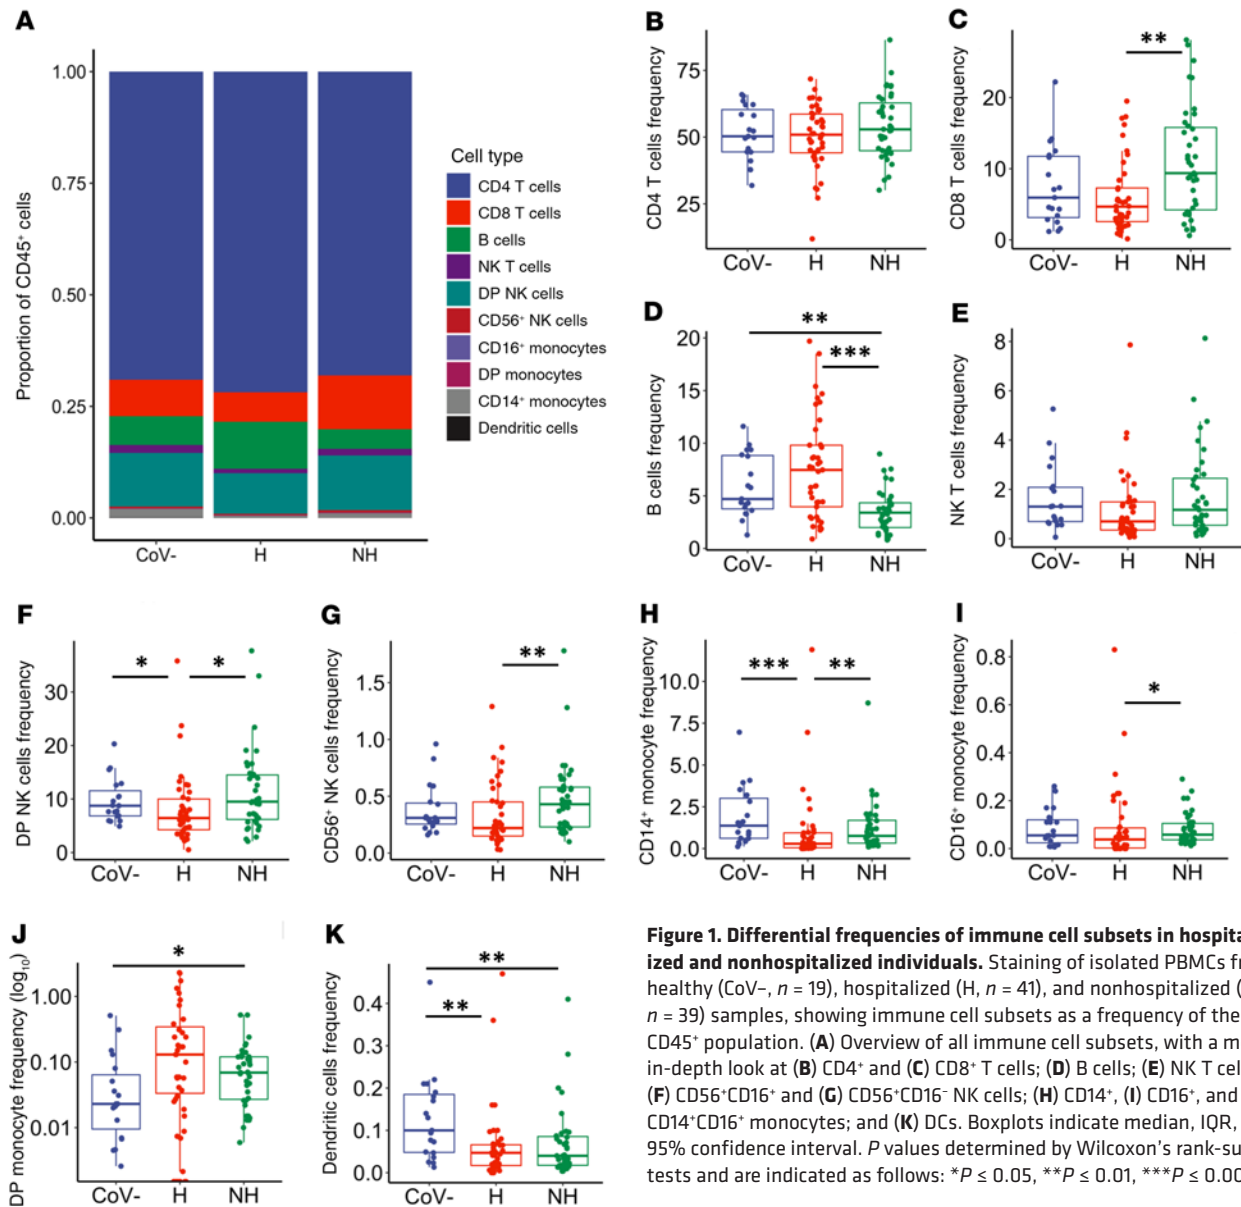 A
Proportion of CD45+ cells
1.00
0.75
0.50
0.25
0.00
CoV-
H
NH
Cell type
CD4 T cells
CD8 T cells
B cells
NK T cells
DP NK cells
CD56+ NK cells
CD16+ monocytes
DP monocytes
CD14+ monocytes
Dendritic cells
B
CD4 T cells frequency
75
50
25
CoV-
H
NH
C
CD8 T cells frequency
20
10
0
**
CoV-
H
NH
D
B cells frequency
20
15
10
5
0
**
***
CoV-
H
NH
E
NK T cells frequency
8
6
4
2
0
CoV-
H
NH
F
DP NK cells frequency
30
20
10
0
*
*
CoV-
H
NH
G
CD56+ NK cells frequency
1.5
1.0
0.5
0.0
**
CoV-
H
NH
H
CD14+ monocyte frequency
10.0
7.5
5.0
2.5
0.0
***
**
CoV-
H
NH
I
CD16+ monocyte frequency
0.8
0.6
0.4
0.2
0.0
*
CoV-
H
NH
J
DP monocyte frequency (log10)
1.00
0.10
0.01
*
CoV-
H
NH
K
Dendritic cells frequency
0.4
0.3
0.2
0.1
0.0
**
**
CoV-
H
NH
Figure 1. Differential frequencies of immune cell subsets in hospital
ized and nonhospitalized individuals. Staining of isolated PBMCs fr
healthy (CoV–, n = 19), hospitalized (H, n = 41), and nonhospitalized (
n = 39) samples, showing immune cell subsets as a frequency of the
CD45+ population. (A) Overview of all immune cell subsets, with a m
in-depth look at (B) CD4+ and (C) CD8+ T cells; (D) B cells; (E) NK T cel
(F) CD56+CD16+ and (G) CD56+CD16- NK cells; (H) CD14+, (I) CD16+, and
CD14+CD16+ monocytes; and (K) DCs. Boxplots indicate median, IQR,
95% confidence interval. P values determined by Wilcoxon's rank-su
tests and are indicated as follows: *P ≤ 0.05, **P ≤ 0.01, ***P ≤ 0.00